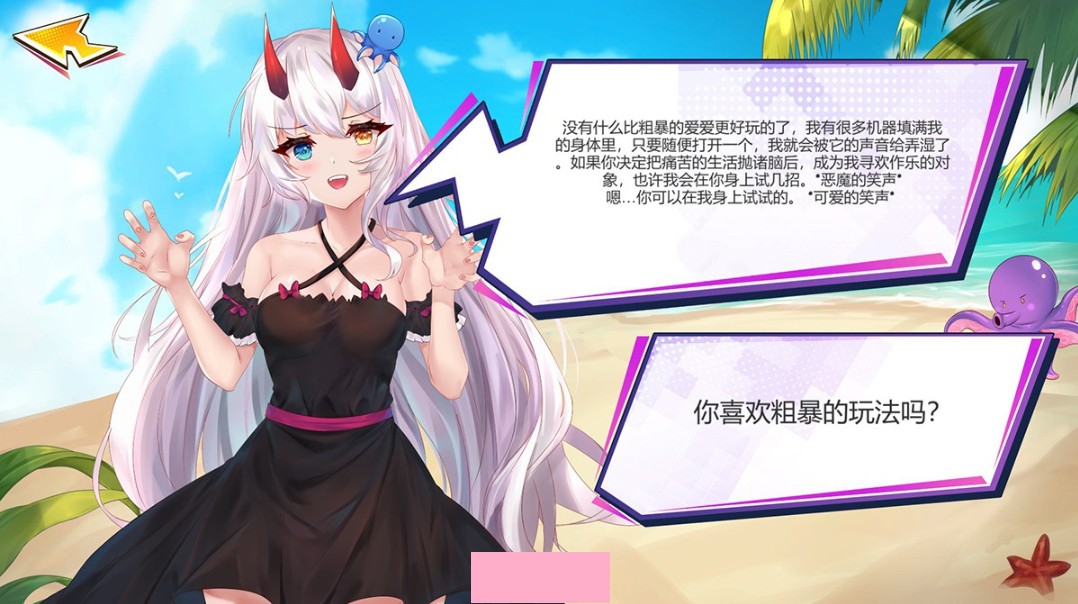 没有什么比粗暴的爱爱更好玩的了，我有很多机器填满我
的身体里，只要随便打开一个，我就会被它的声音给弄湿了
。如果你决定把痛苦的生活抛诸脑后，成为我寻欢作乐的对
象，也许我会在你身上试几招。*恶魔的笑声*
嗯…你可以在我身上试试的。 *可爱的笑声*
你喜欢粗暴的玩法吗？